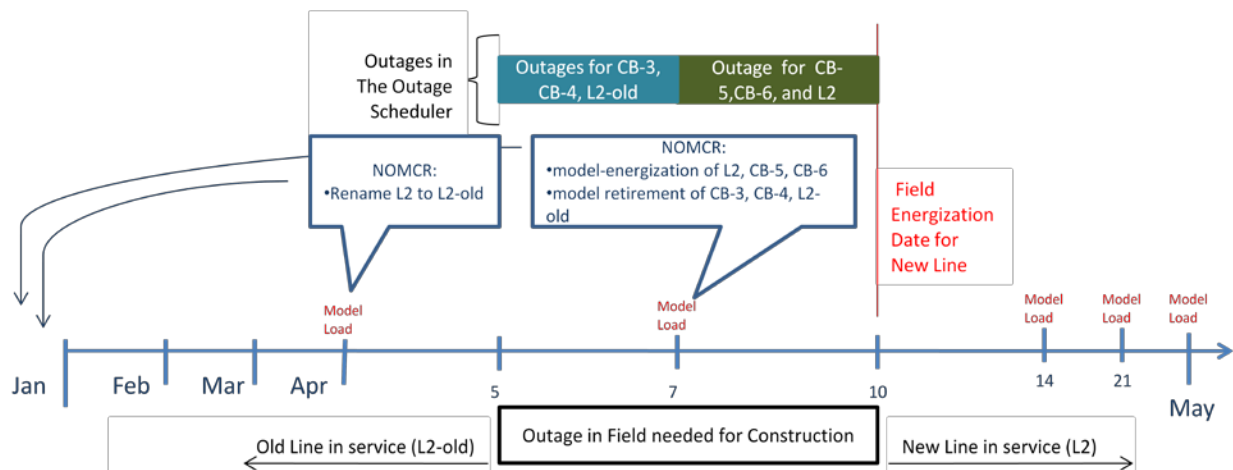 Outages in
The Outage
Scheduler
Outages for CB-3,
CB-4, L2-old
Outage for CB-
5,CB-6, and L2
NOMCR:
•Rename L2 to L2-old
NOMCR:
•model-energization of L2, CB-5, CB-6
•model retirement of CB-3, CB-4, L2-
old
Field
Energization
Date for
New Line
Model
Load
Model
Load
Model
Load
Model
Load
Model
Load
Jan
Feb
Mar
Apr
5
7
10
14
21
May
Old Line in service (L2-old)
Outage in Field needed for Construction
New Line in service (L2)